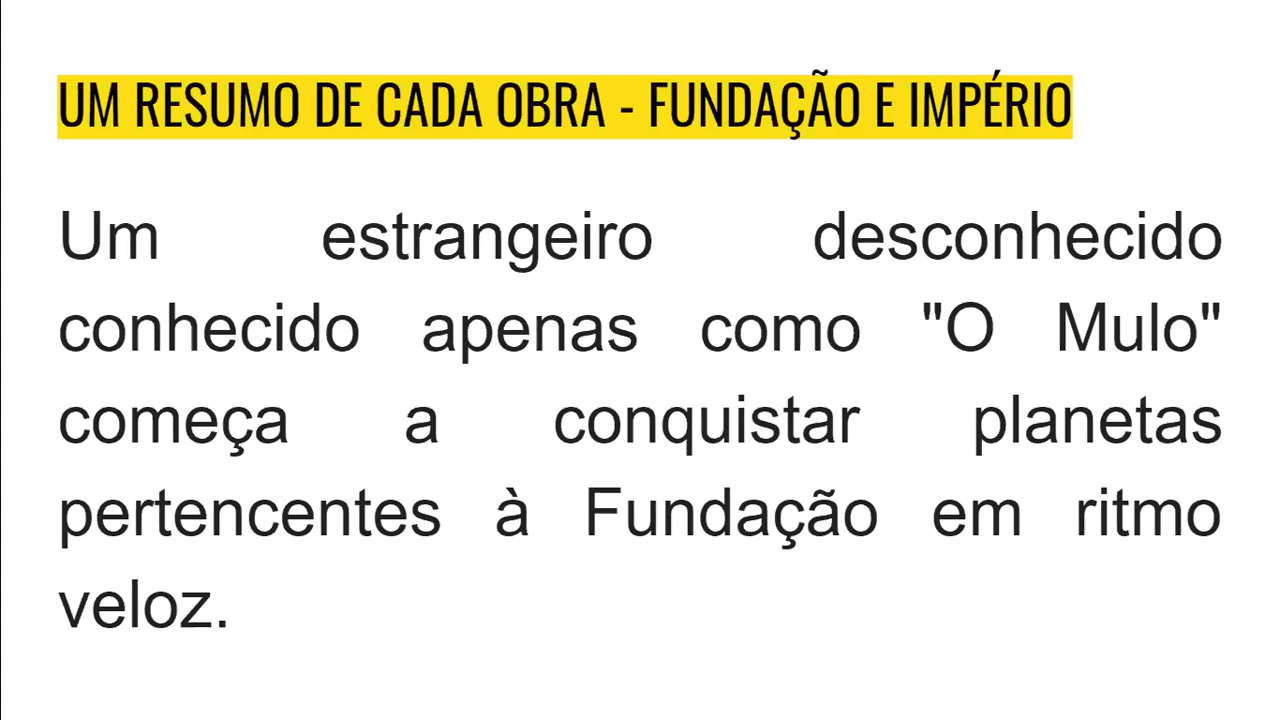 UM RESUMO DE CADA OBRA - FUNDAÇÃO E IMPÉRIO
Um estrangeiro desconhecido
conhecido apenas como "O Mulo"
começa a conquistar planetas
pertencentes à Fundação em ritmo
veloz.